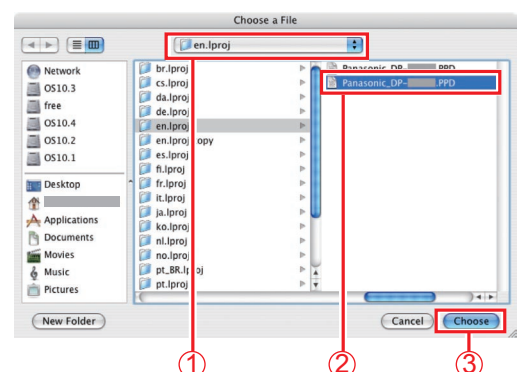 Choose a File
en.lproj
Network
OS10.3
free
OS10.4
OS10.2
OS10.1
Desktop
Applications
Documents
Movies
Music
Pictures
br.lproj
cs.lproj
da.lproj
de.lproj
en.lproj
en.lproj opy
es.lproj
fi.lproj
fr.lproj
it.lproj
ja.lproj
ko.lproj
nl.lproj
no.lproj
pt_BR.lproj
pt.lproj
Panasonic_DP- .PPD
Panasonic_DP- .PPD
New Folder
Cancel
Choose
① ② ③